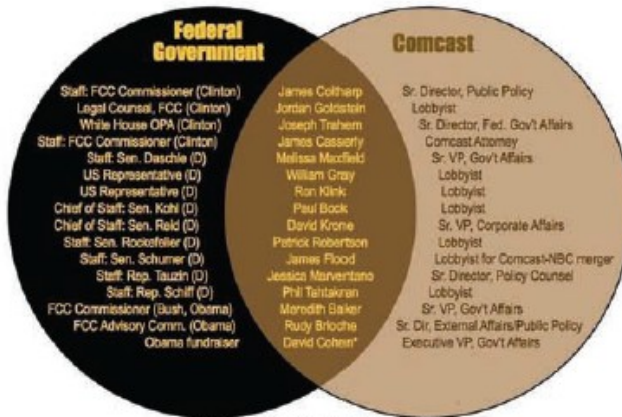 Federal Government
Comcast
Staff: FCC Commissioner (Clinton) James Coltharp Sr. Director, Public Policy
Legal Counsel, FCC (Clinton) Jordan Goldstein Lobbyist
White House OPA (Clinton) Joseph Trahern Sr. Director, Fed. Gov't Affairs
Staff: FCC Commissioner (Clinton) James Casserly Comcast Attorney
Staff: Sen. Daschle (D) Melissa Maxfield Sr. VP, Gov't Affairs
US Representative (D) William Gray Lobbyist
US Representative (D) Ron Klink Lobbyist
Chief of Staff: Sen. Kohl (D) Paul Bock Lobbyist
Chief of Staff: Sen. Reid (D) David Krone Sr. VP, Corporate Affairs
Staff: Sen. Rockefeller (D) Patrick Robertson Lobbyist
Staff: Sen. Schumer (D) James Flood Lobbyist for Comcast-NBC merger
Staff: Rep. Tauzin (D) Jessica Marventano Sr. Director, Policy Counsel
Staff: Rep. Schiff (D) Phil Tahtakran Lobbyist
FCC Commissioner (Bush, Obama) Meredith Baker Sr. VP, Gov't Affairs
FCC Advisory Comm. (Obama) Rudy Brioche Sr. Dir, External Affairs/Public Policy
Obama fundraiser David Cohen* Executive VP, Gov't Affairs